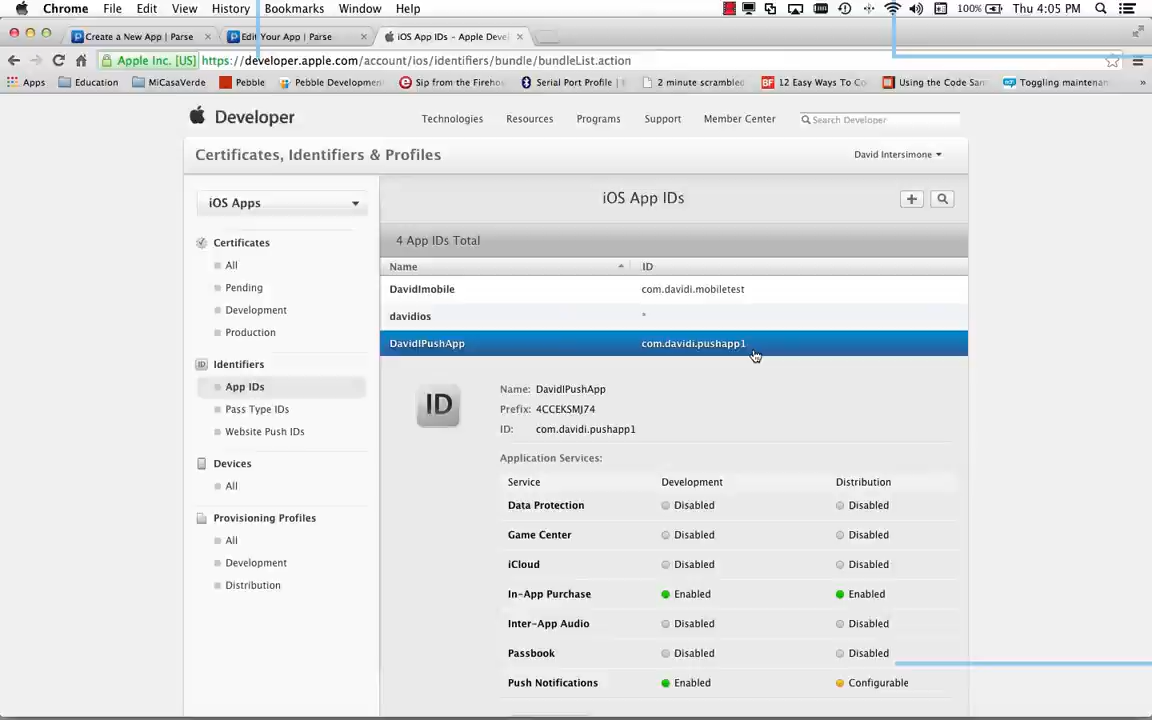 Chrome File Edit View History Bookmarks Window Help 100% Thu 4:05 PM
Create a New App | Parse × Edit Your App | Parse × iOS App IDs - Apple Devel ×
Apple Inc. [US] https://developer.apple.com/account/ios/identifiers/bundle/bundleList.action
Apps Education MiCasaVerde Pebble Pebble Developmen Sip from the Firehos Serial Port Profile | 2 minute scrambled BF 12 Easy Ways To Co Using the Code Sam Toggling maintenan »
Developer Technologies Resources Programs Support Member Center Search Developer
Certificates, Identifiers & Profiles David Intersimone
iOS Apps
iOS App IDs +
Certificates
All
Pending
Development
Production
ID Identifiers
App IDs
Pass Type IDs
Website Push IDs
Devices
All
Provisioning Profiles
All
Development
Distribution
4 App IDs Total
Name ID
DavidImobile com.davidi.mobiletest
davidios *
DavidIPushApp com.davidi.pushapp1
ID
Name: DavidIPushApp
Prefix: 4CCEKSMJ74
ID: com.davidi.pushapp1
Application Services:
Service Development Distribution
Data Protection Disabled Disabled
Game Center Disabled Disabled
iCloud Disabled Disabled
In-App Purchase Enabled Enabled
Inter-App Audio Disabled Disabled
Passbook Disabled Disabled
Push Notifications Enabled Configurable